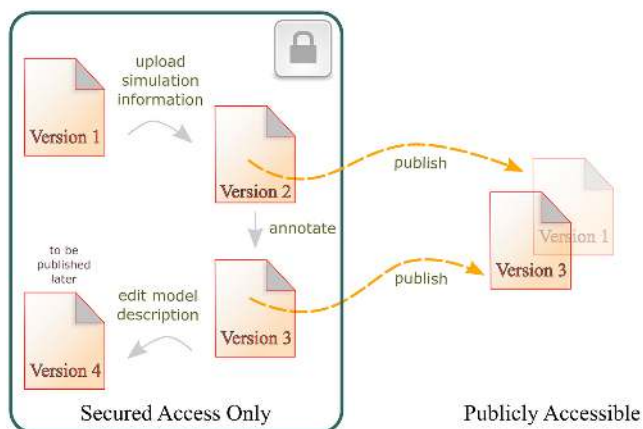 upload
simulation
information
Version 1
Version 2
publish
Version 1
annotate
Version 3
to be
published
later
edit model
description
publish
Version 3
Version 4
Secured Access Only
Publicly Accessible